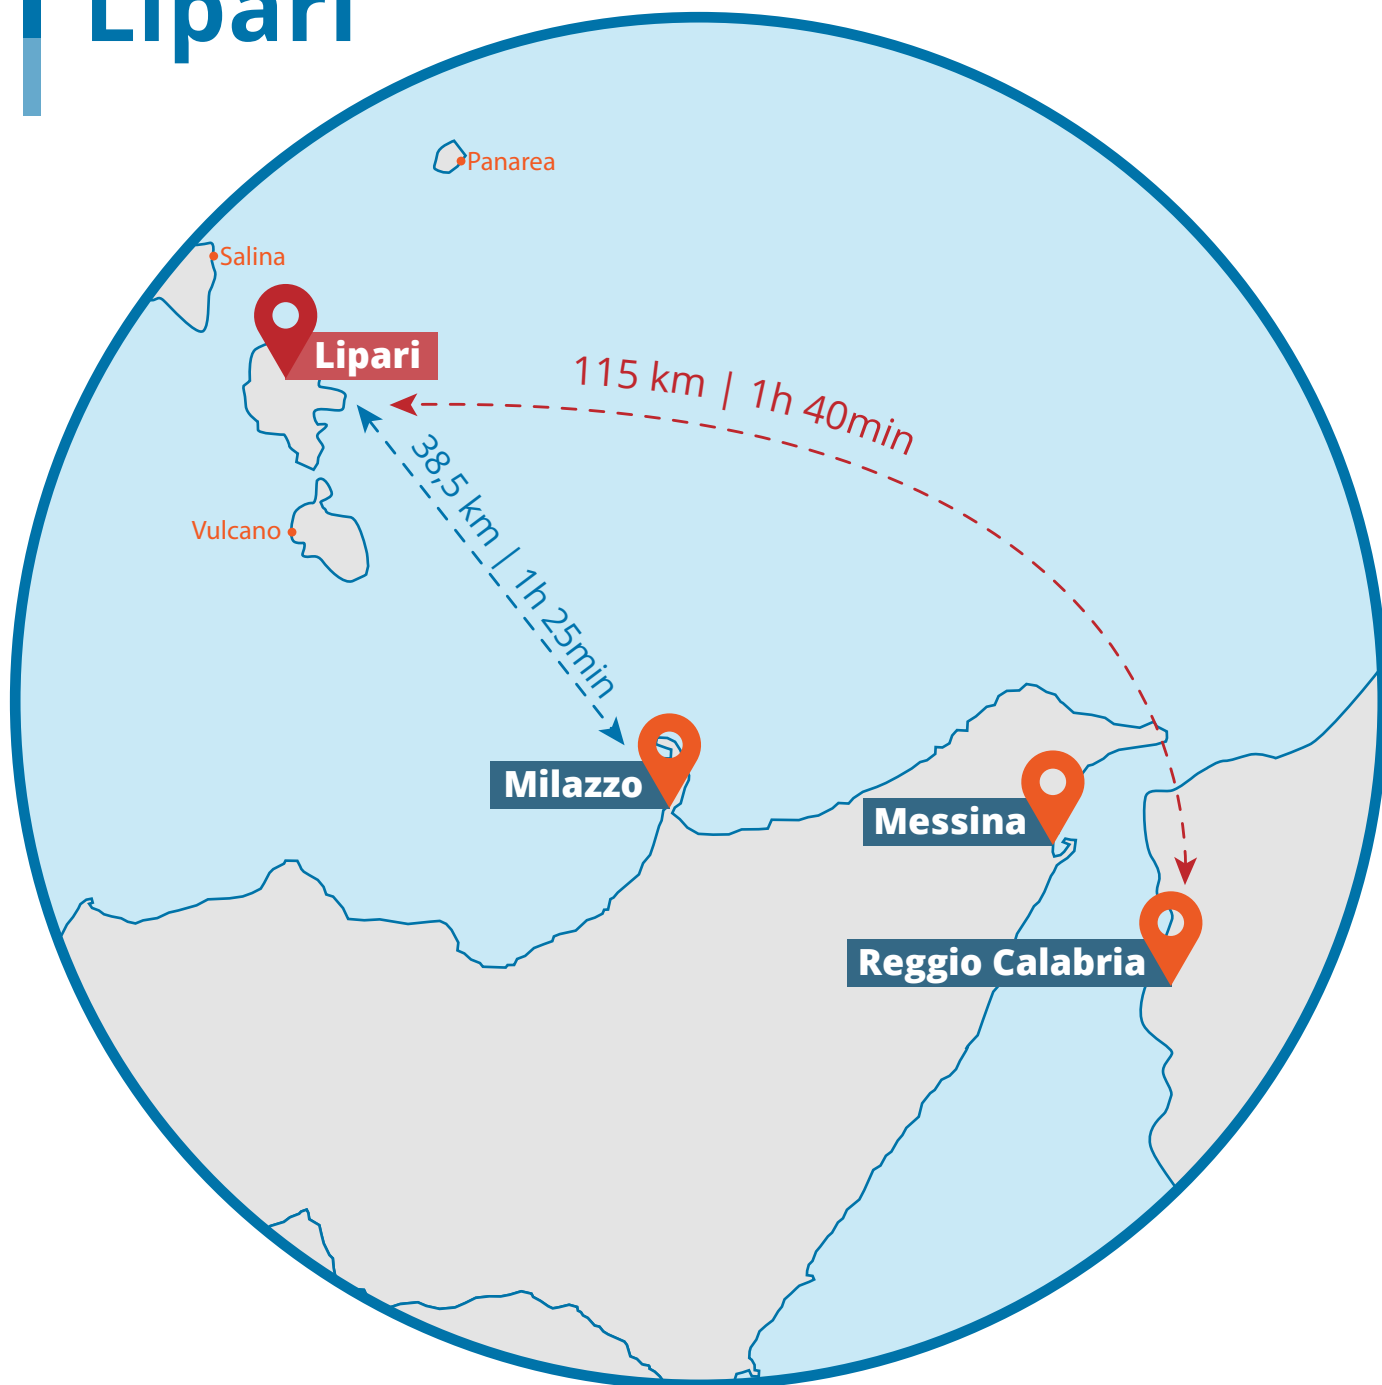 Lipari
Panarea
Salina
Lipari
115 km | 1h 40min
38,5 km | 1h 25min
Vulcano
Milazzo
Messina
Reggio Calabria